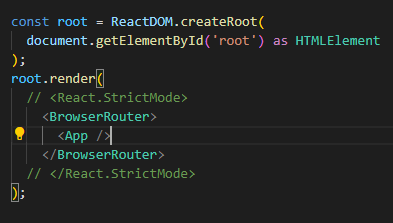 const root = ReactDOM.createRoot(
  document.getElementById('root') as HTMLElement
);
root.render(
  // <React.StrictMode>
    <BrowserRouter>
      <App />
    </BrowserRouter>
  // </React.StrictMode>
);